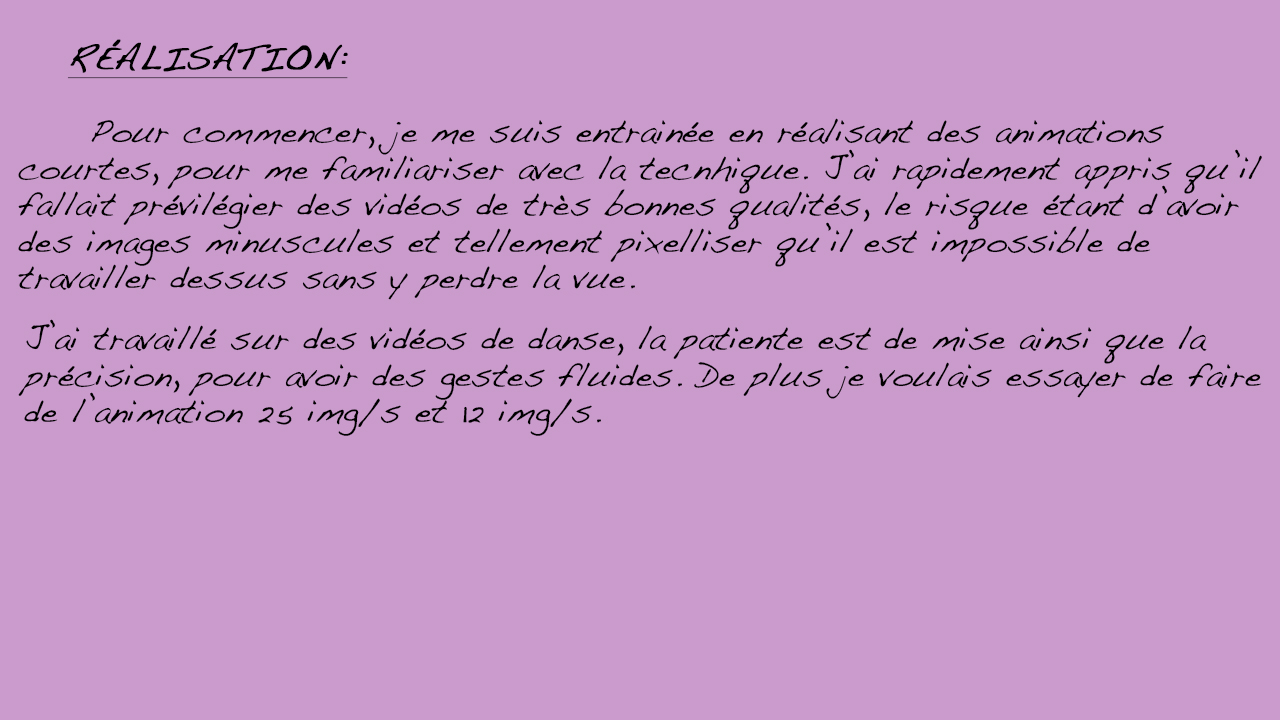 RÉALISATION:
Pour commencer, je me suis entrainée en réalisant des animations
courtes, pour me familiariser avec la tecnhique. J'ai rapidement appris qu'il
fallait prévilégier des vidéos de très bonnes qualités, le risque étant d'avoir
des images minuscules et tellement pixelliser qu'il est impossible de
travailler dessus sans y perdre la vue.
J'ai travaillé sur des vidéos de danse, la patiente est de mise ainsi que la
précision, pour avoir des gestes fluides. De plus je voulais essayer de faire
de l'animation 25 img/s et 12 img/s.